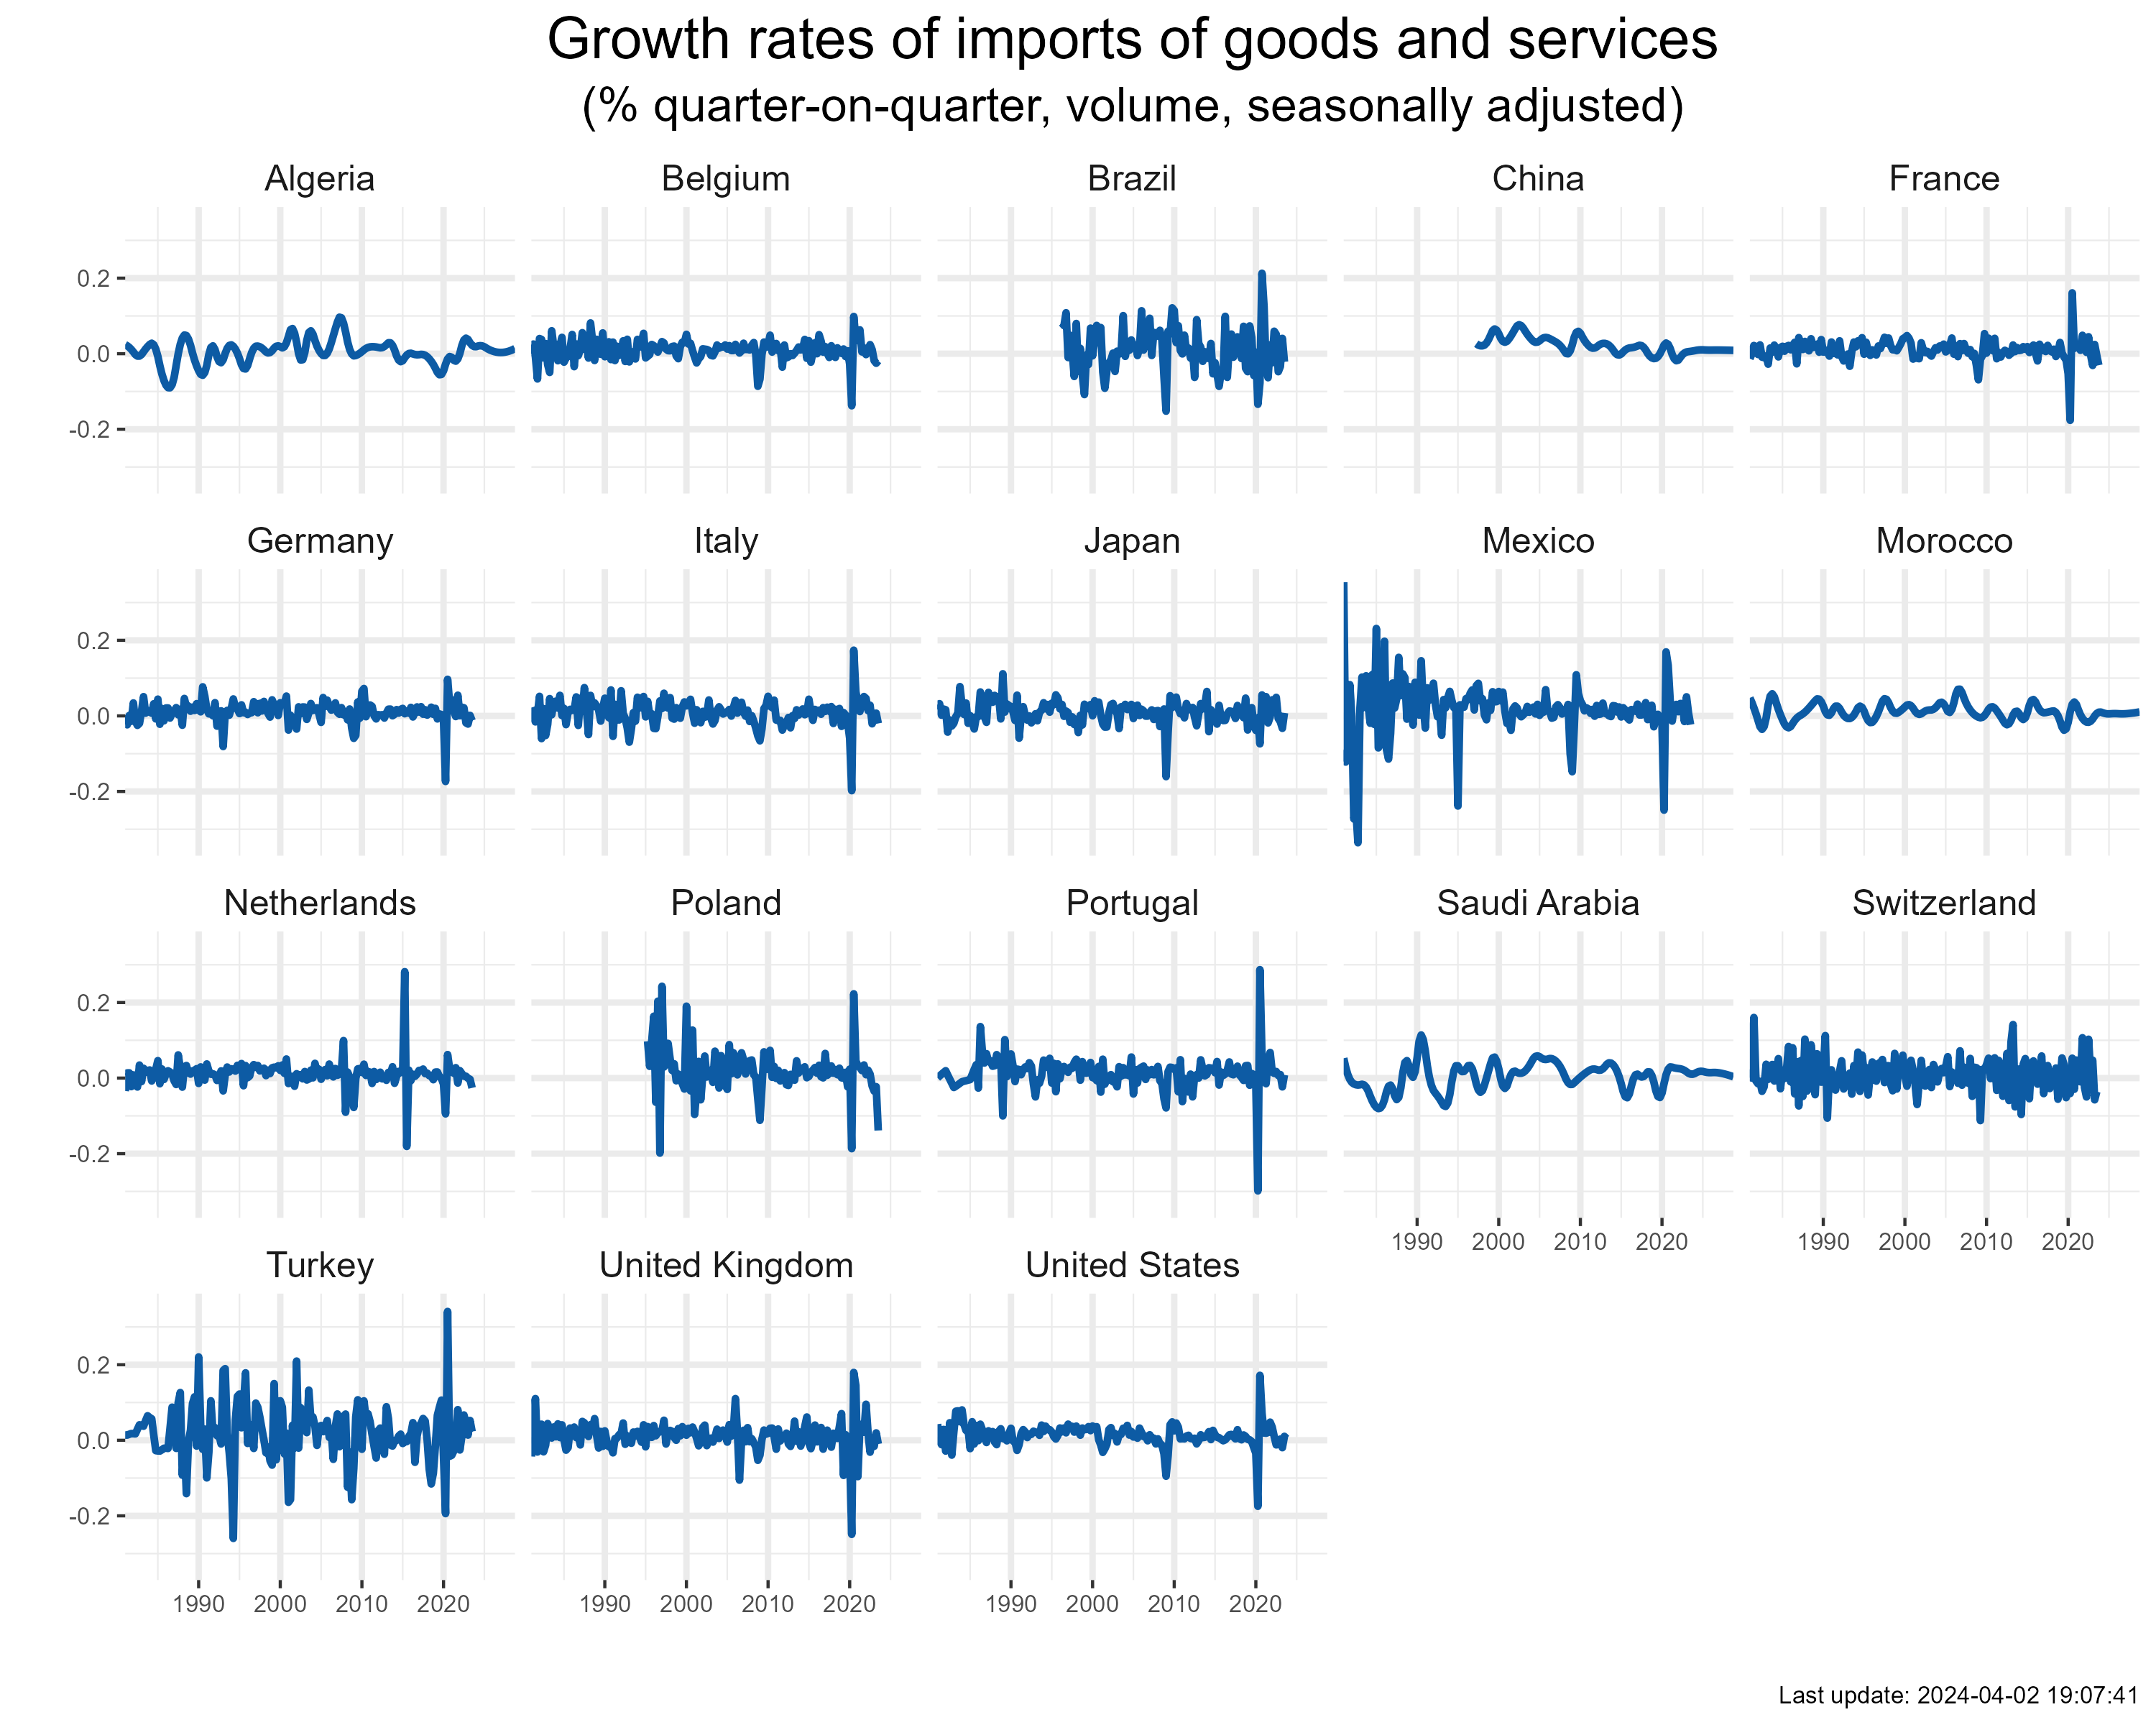 Growth rates of imports of goods and services
(% quarter-on-quarter, volume, seasonally adjusted)
Algeria Belgium Brazil China France
0.2
0.0
-0.2
Germany Italy Japan Mexico Morocco
0.2
0.0
-0.2
Netherlands Poland Portugal Saudi Arabia Switzerland
0.2
0.0
-0.2
1990 2000 2010 2020 1990 2000 2010 2020
Turkey United Kingdom United States
0.2
0.0
-0.2
1990 2000 2010 2020 1990 2000 2010 2020 1990 2000 2010 2020
Last update: 2024-04-02 19:07:41